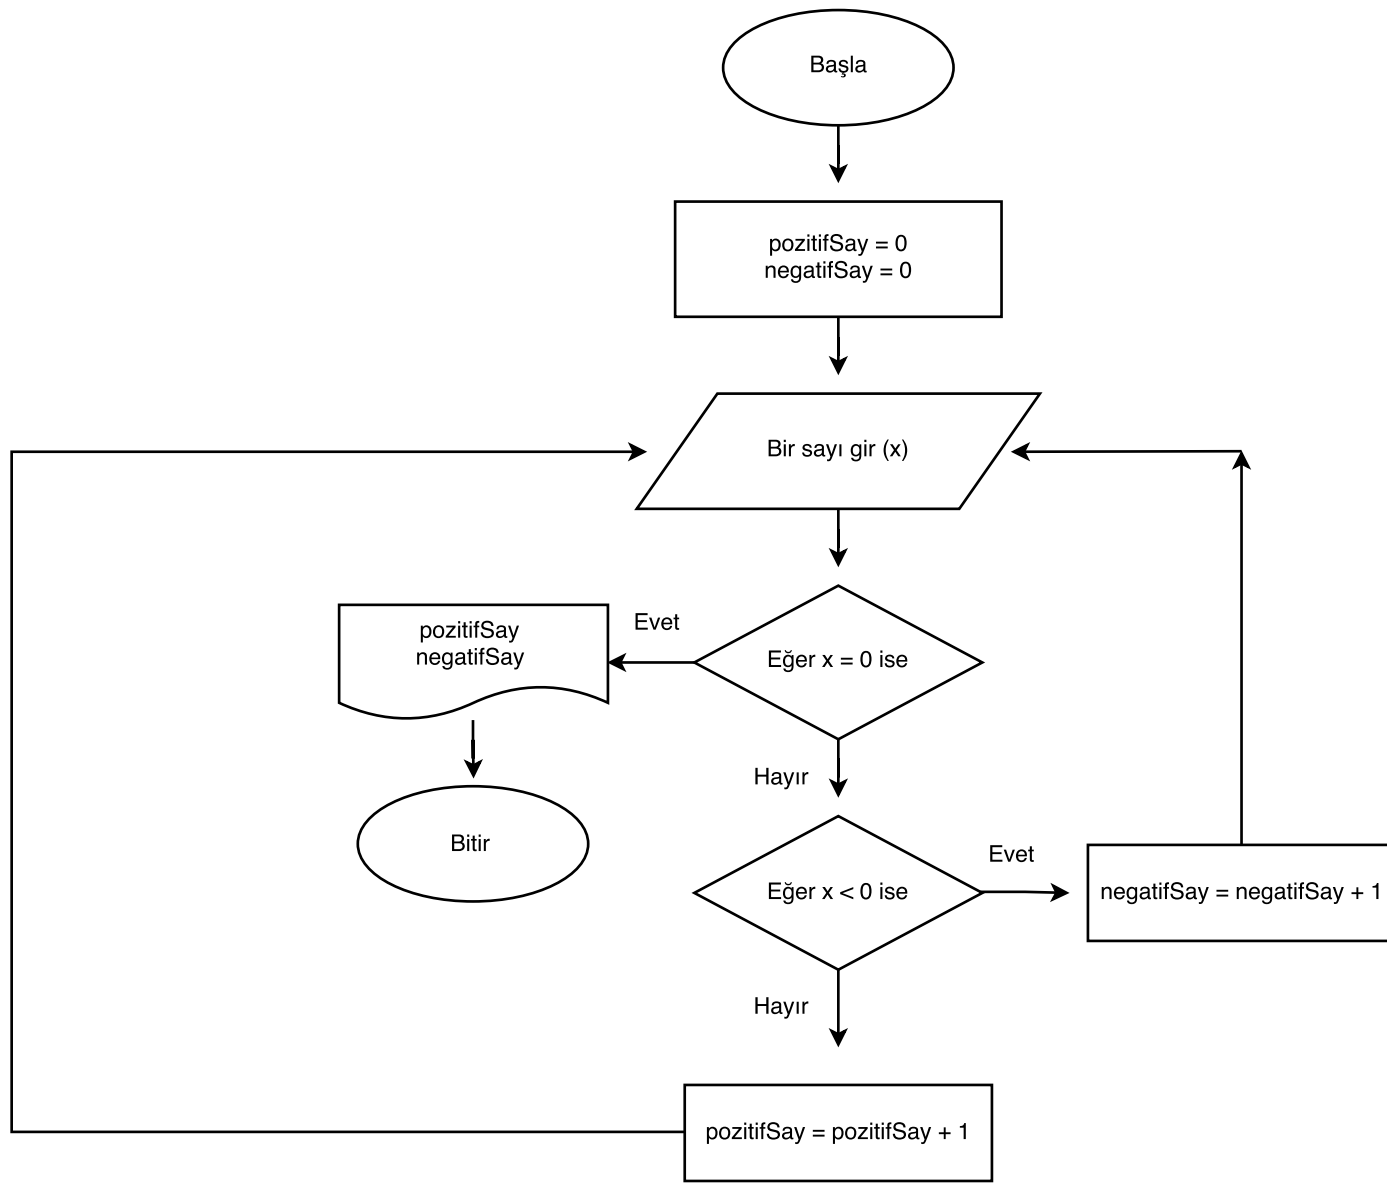 Başla
pozitifSay = 0
negatifSay = 0
Bir sayı gir (x)
Evet
pozitifSay
negatifSay
Eğer x = 0 ise
Hayır
Bitir
Evet
Eğer x < 0 ise
negatifSay = negatifSay + 1
Hayır
pozitifSay = pozitifSay + 1